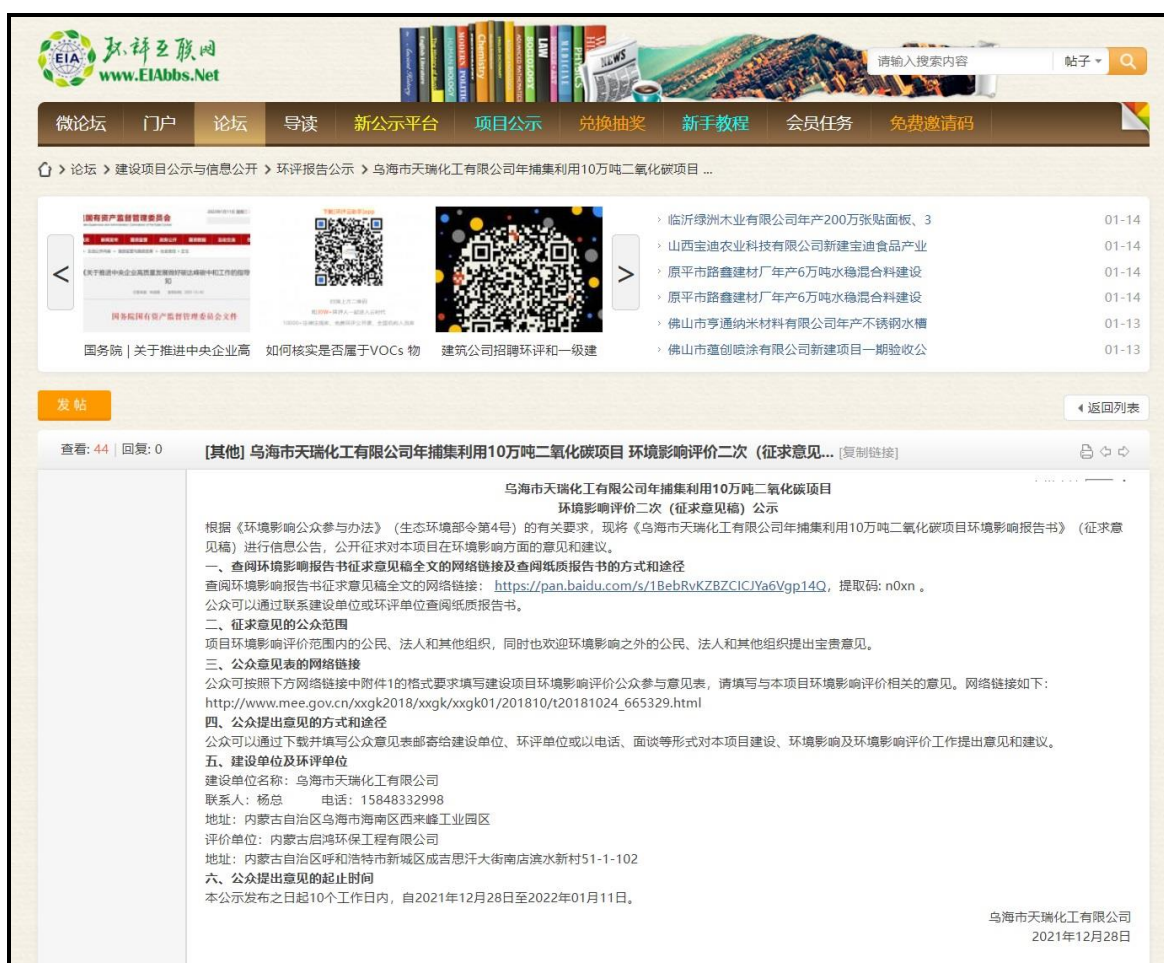 环评互联网
www.EIAbbs.Net
请输入搜索内容
帖子
微论坛 门户 论坛 导读 新公示平台 项目公示 兑换抽奖 新手教程 会员任务 免费邀请码
论坛 建设项目公示与信息公开 环评报告公示 乌海市天瑞化工有限公司年捕集利用10万吨二氧化碳项目 ...
国务院 | 关于推进中央企业高
如何核实是否属于VOCs 物
建筑公司招聘环评和一级建
临沂绿洲木业有限公司年产200万张贴面板、3 01-14
山西宝迪农业科技有限公司新建宝迪食品产业 01-14
原平市路鑫建材厂年产6万吨水稳混合料建设 01-14
原平市路鑫建材厂年产6万吨水稳混合料建设 01-14
佛山市亨通纳米材料有限公司年产不锈钢水槽 01-13
佛山市蕴创喷涂有限公司新建项目一期验收公 01-13
发帖
返回列表
查看: 44 | 回复: 0
[其他] 乌海市天瑞化工有限公司年捕集利用10万吨二氧化碳项目 环境影响评价二次（征求意见... [复制链接]
乌海市天瑞化工有限公司年捕集利用10万吨二氧化碳项目
环境影响评价二次（征求意见稿）公示
根据《环境影响公众参与办法》（生态环境部令第4号）的有关要求，现将《乌海市天瑞化工有限公司年捕集利用10万吨二氧化碳项目环境影响报告书》（征求意
见稿）进行信息公告，公开征求对本项目在环境影响方面的意见和建议。
一、查阅环境影响报告书征求意见稿全文的网络链接及查阅纸质报告书的方式和途径
查阅环境影响报告书征求意见稿全文的网络链接： https://pan.baidu.com/s/1BebRvKZBZCICJYa6Vgp14Q，提取码: n0xn 。
公众可以通过联系建设单位或环评单位查阅纸质报告书。
二、征求意见的公众范围
项目环境影响评价范围内的公民、法人和其他组织，同时也欢迎环境影响之外的公民、法人和其他组织提出宝贵意见。
三、公众意见表的网络链接
公众可按照下方网络链接中附件1的格式要求填写建设项目环境影响评价公众参与意见表，请填写与本项目环境影响评价相关的意见。网络链接如下：
http://www.mee.gov.cn/xxgk2018/xxgk/xxgk01/201810/t20181024_665329.html
四、公众提出意见的方式和途径
公众可以通过下载并填写公众意见表邮寄给建设单位、环评单位或以电话、面谈等形式对本项目建设、环境影响及环境影响评价工作提出意见和建议。
五、建设单位及环评单位
建设单位名称：乌海市天瑞化工有限公司
联系人：杨总 电话：15848332998
地址：内蒙古自治区乌海市海南区西来峰工业园区
评价单位：内蒙古启鸿环保工程有限公司
地址：内蒙古自治区呼和浩特市新城区成吉思汗大街南店滨水新村51-1-102
六、公众提出意见的起止时间
本公示发布之日起10个工作日内，自2021年12月28日至2022年01月11日。
乌海市天瑞化工有限公司
2021年12月28日